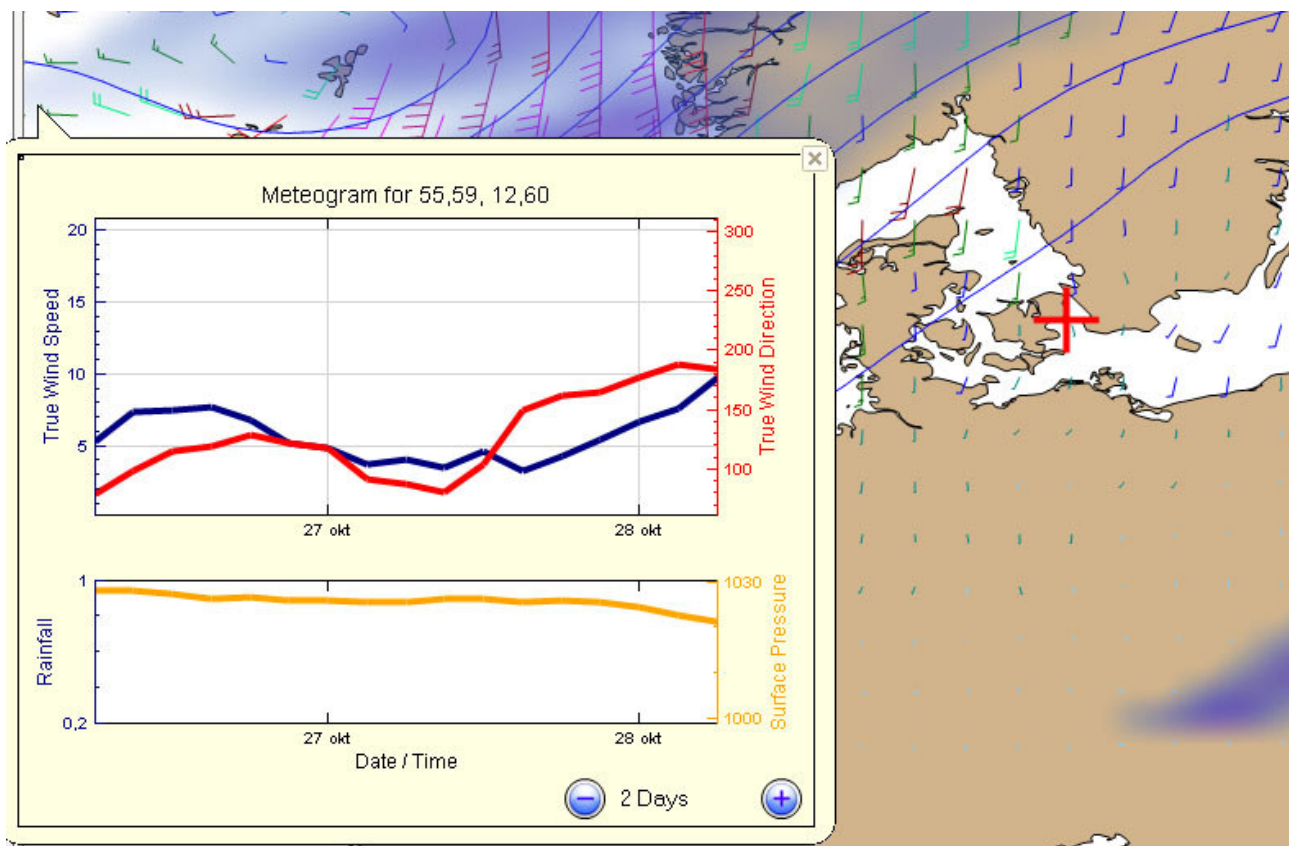 Meteogram for 55,59, 12,60
True Wind Speed
20
15
10
5
300
250
200
150
100
True Wind Direction
27 okt
28 okt
Rainfall
1
0,2
1030
1000
Surface Pressure
27 okt
28 okt
Date / Time
2 Days